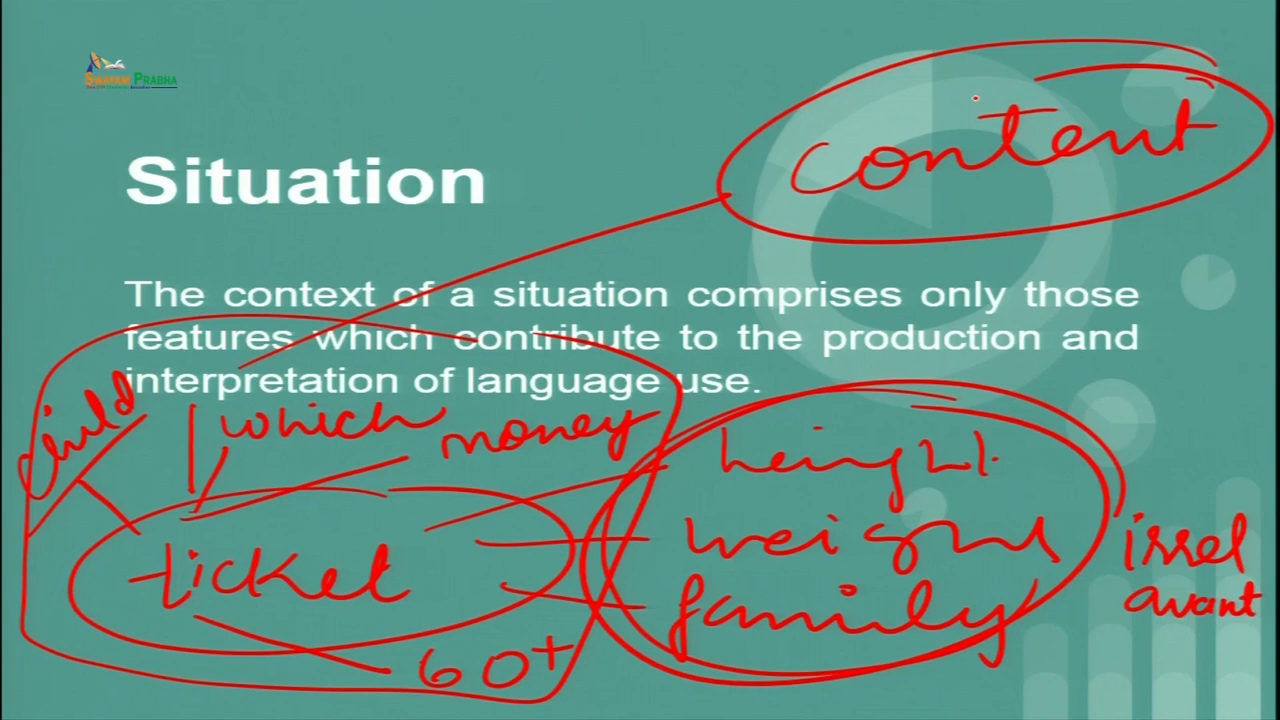 SWAYAM PRABHA
content
Situation
The context of a situation comprises only those
features which contribute to the production and
interpretation of language use.
child
which
money
height
ticket
weight
family
irrel
avant
60+